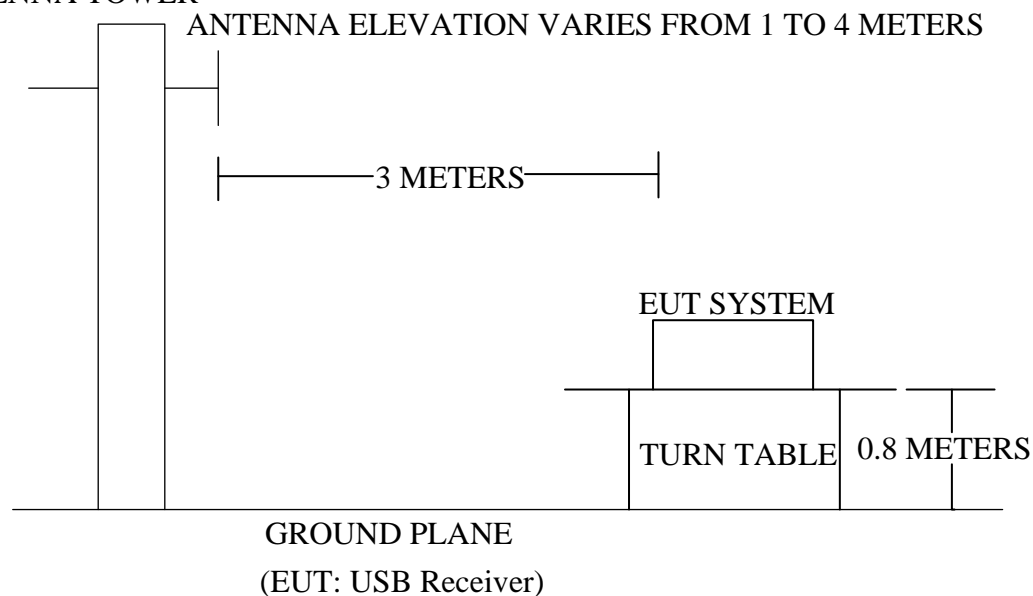 TOWER
ANTENNA ELEVATION VARIES FROM 1 TO 4 METERS
3 METERS
EUT SYSTEM
TURN TABLE
0.8 METERS
GROUND PLANE
(EUT: USB Receiver)